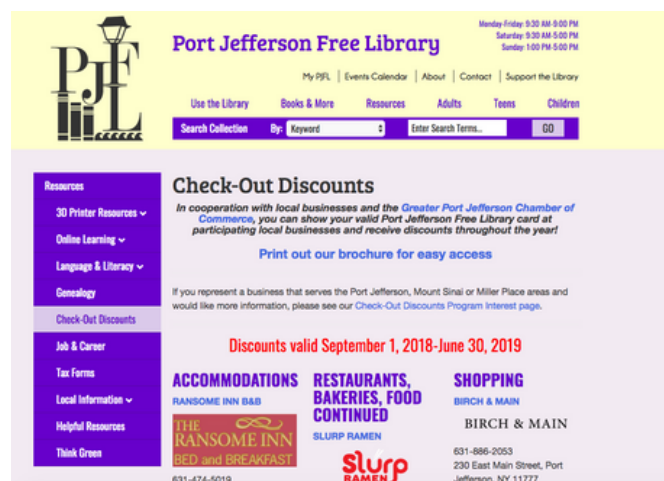 PJFL
Port Jefferson Free Library
Monday-Friday: 9:30 AM-9:00 PM
Saturday: 9:30 AM-5:00 PM
Sunday: 1:00 PM-5:00 PM
My PJFL | Events Calendar | About | Contact | Support the Library
Use the Library Books & More Resources Adults Teens Children
Search Collection By: Keyword Enter Search Terms... GO
Resources
3D Printer Resources
Online Learning
Language & Literacy
Genealogy
Check-Out Discounts
Job & Career
Tax Forms
Local Information
Helpful Resources
Think Green
Check-Out Discounts
In cooperation with local businesses and the Greater Port Jefferson Chamber of
Commerce, you can show your valid Port Jefferson Free Library card at
participating local businesses and receive discounts throughout the year!
Print out our brochure for easy access
If you represent a business that serves the Port Jefferson, Mount Sinai or Miller Place areas and
would like more information, please see our Check-Out Discounts Program Interest page.
Discounts valid September 1, 2018-June 30, 2019
ACCOMMODATIONS
RANSOME INN B&B
THE
RANSOME INN
BED and BREAKFAST
631-474-5019
RESTAURANTS,
BAKERIES, FOOD
CONTINUED
SLURP RAMEN
Slurp
RAMEN
SHOPPING
BIRCH & MAIN
BIRCH & MAIN
631-886-2053
230 East Main Street, Port
Jefferson, NY 11777